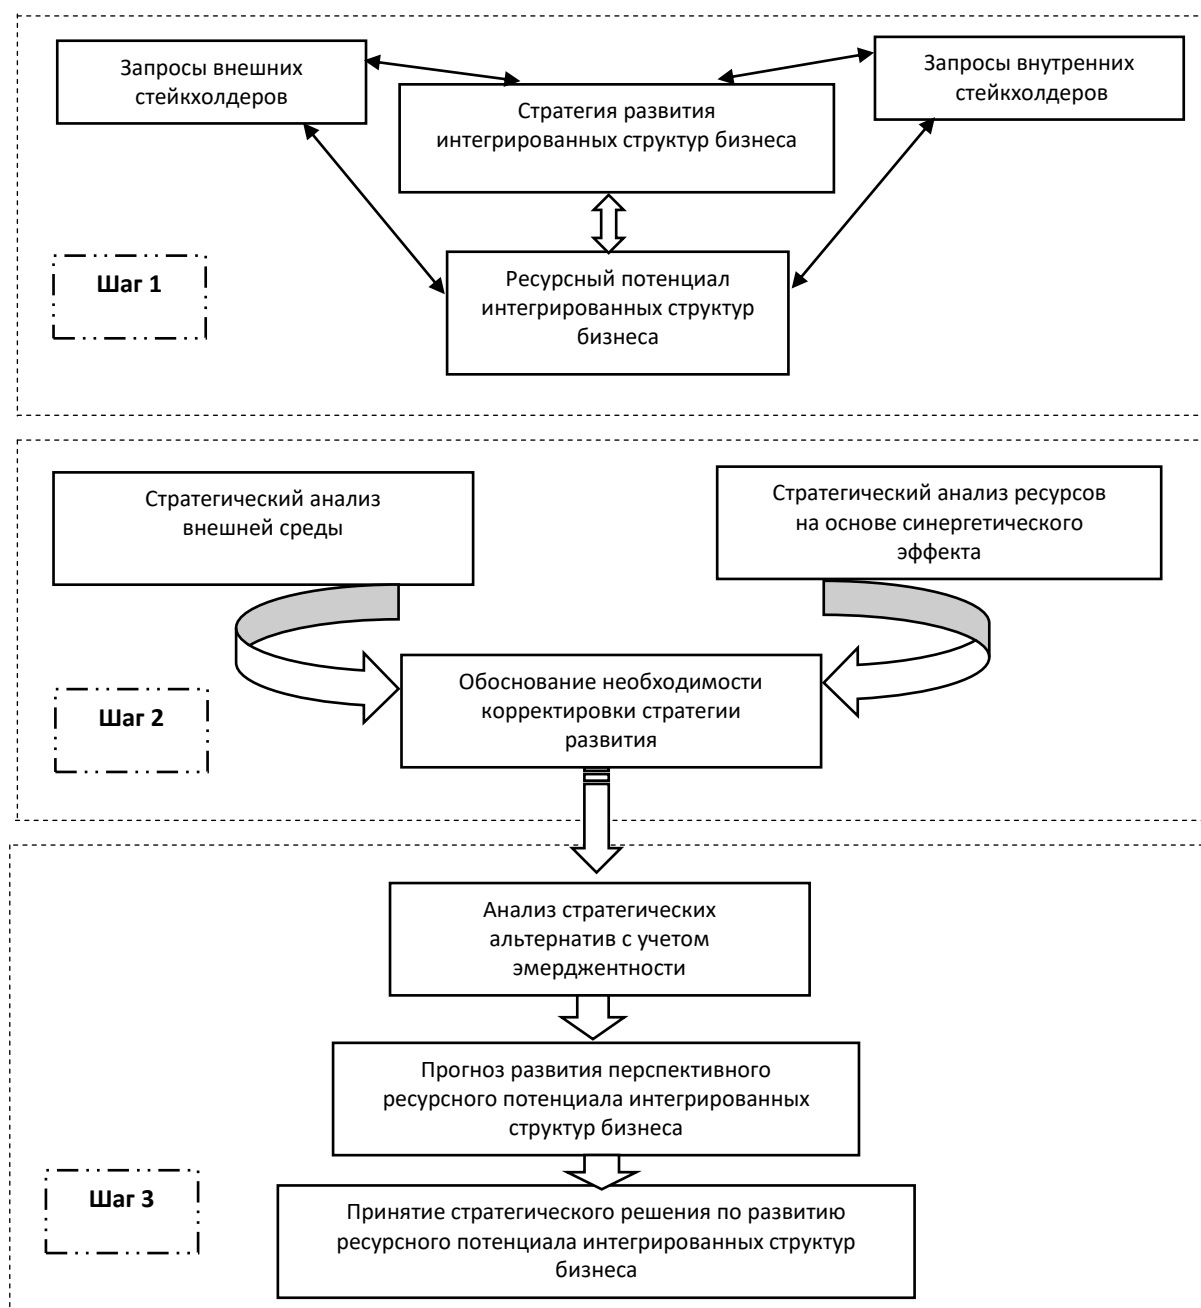 Запросы внешних
стейкхолдеров
Запросы внутренних
стейкхолдеров
Стратегия развития
интегрированных структур бизнеса
Шаг 1
Ресурсный потенциал
интегрированных структур
бизнеса
Стратегический анализ
внешней среды
Стратегический анализ ресурсов
на основе синергетического
эффекта
Шаг 2
Обоснование необходимости
корректировки стратегии
развития
Анализ стратегических
альтернатив с учетом
эмерджентности
Прогноз развития перспективного
ресурсного потенциала интегрированных
структур бизнеса
Шаг 3
Принятие стратегического решения по развитию
ресурсного потенциала интегрированных структур
бизнеса